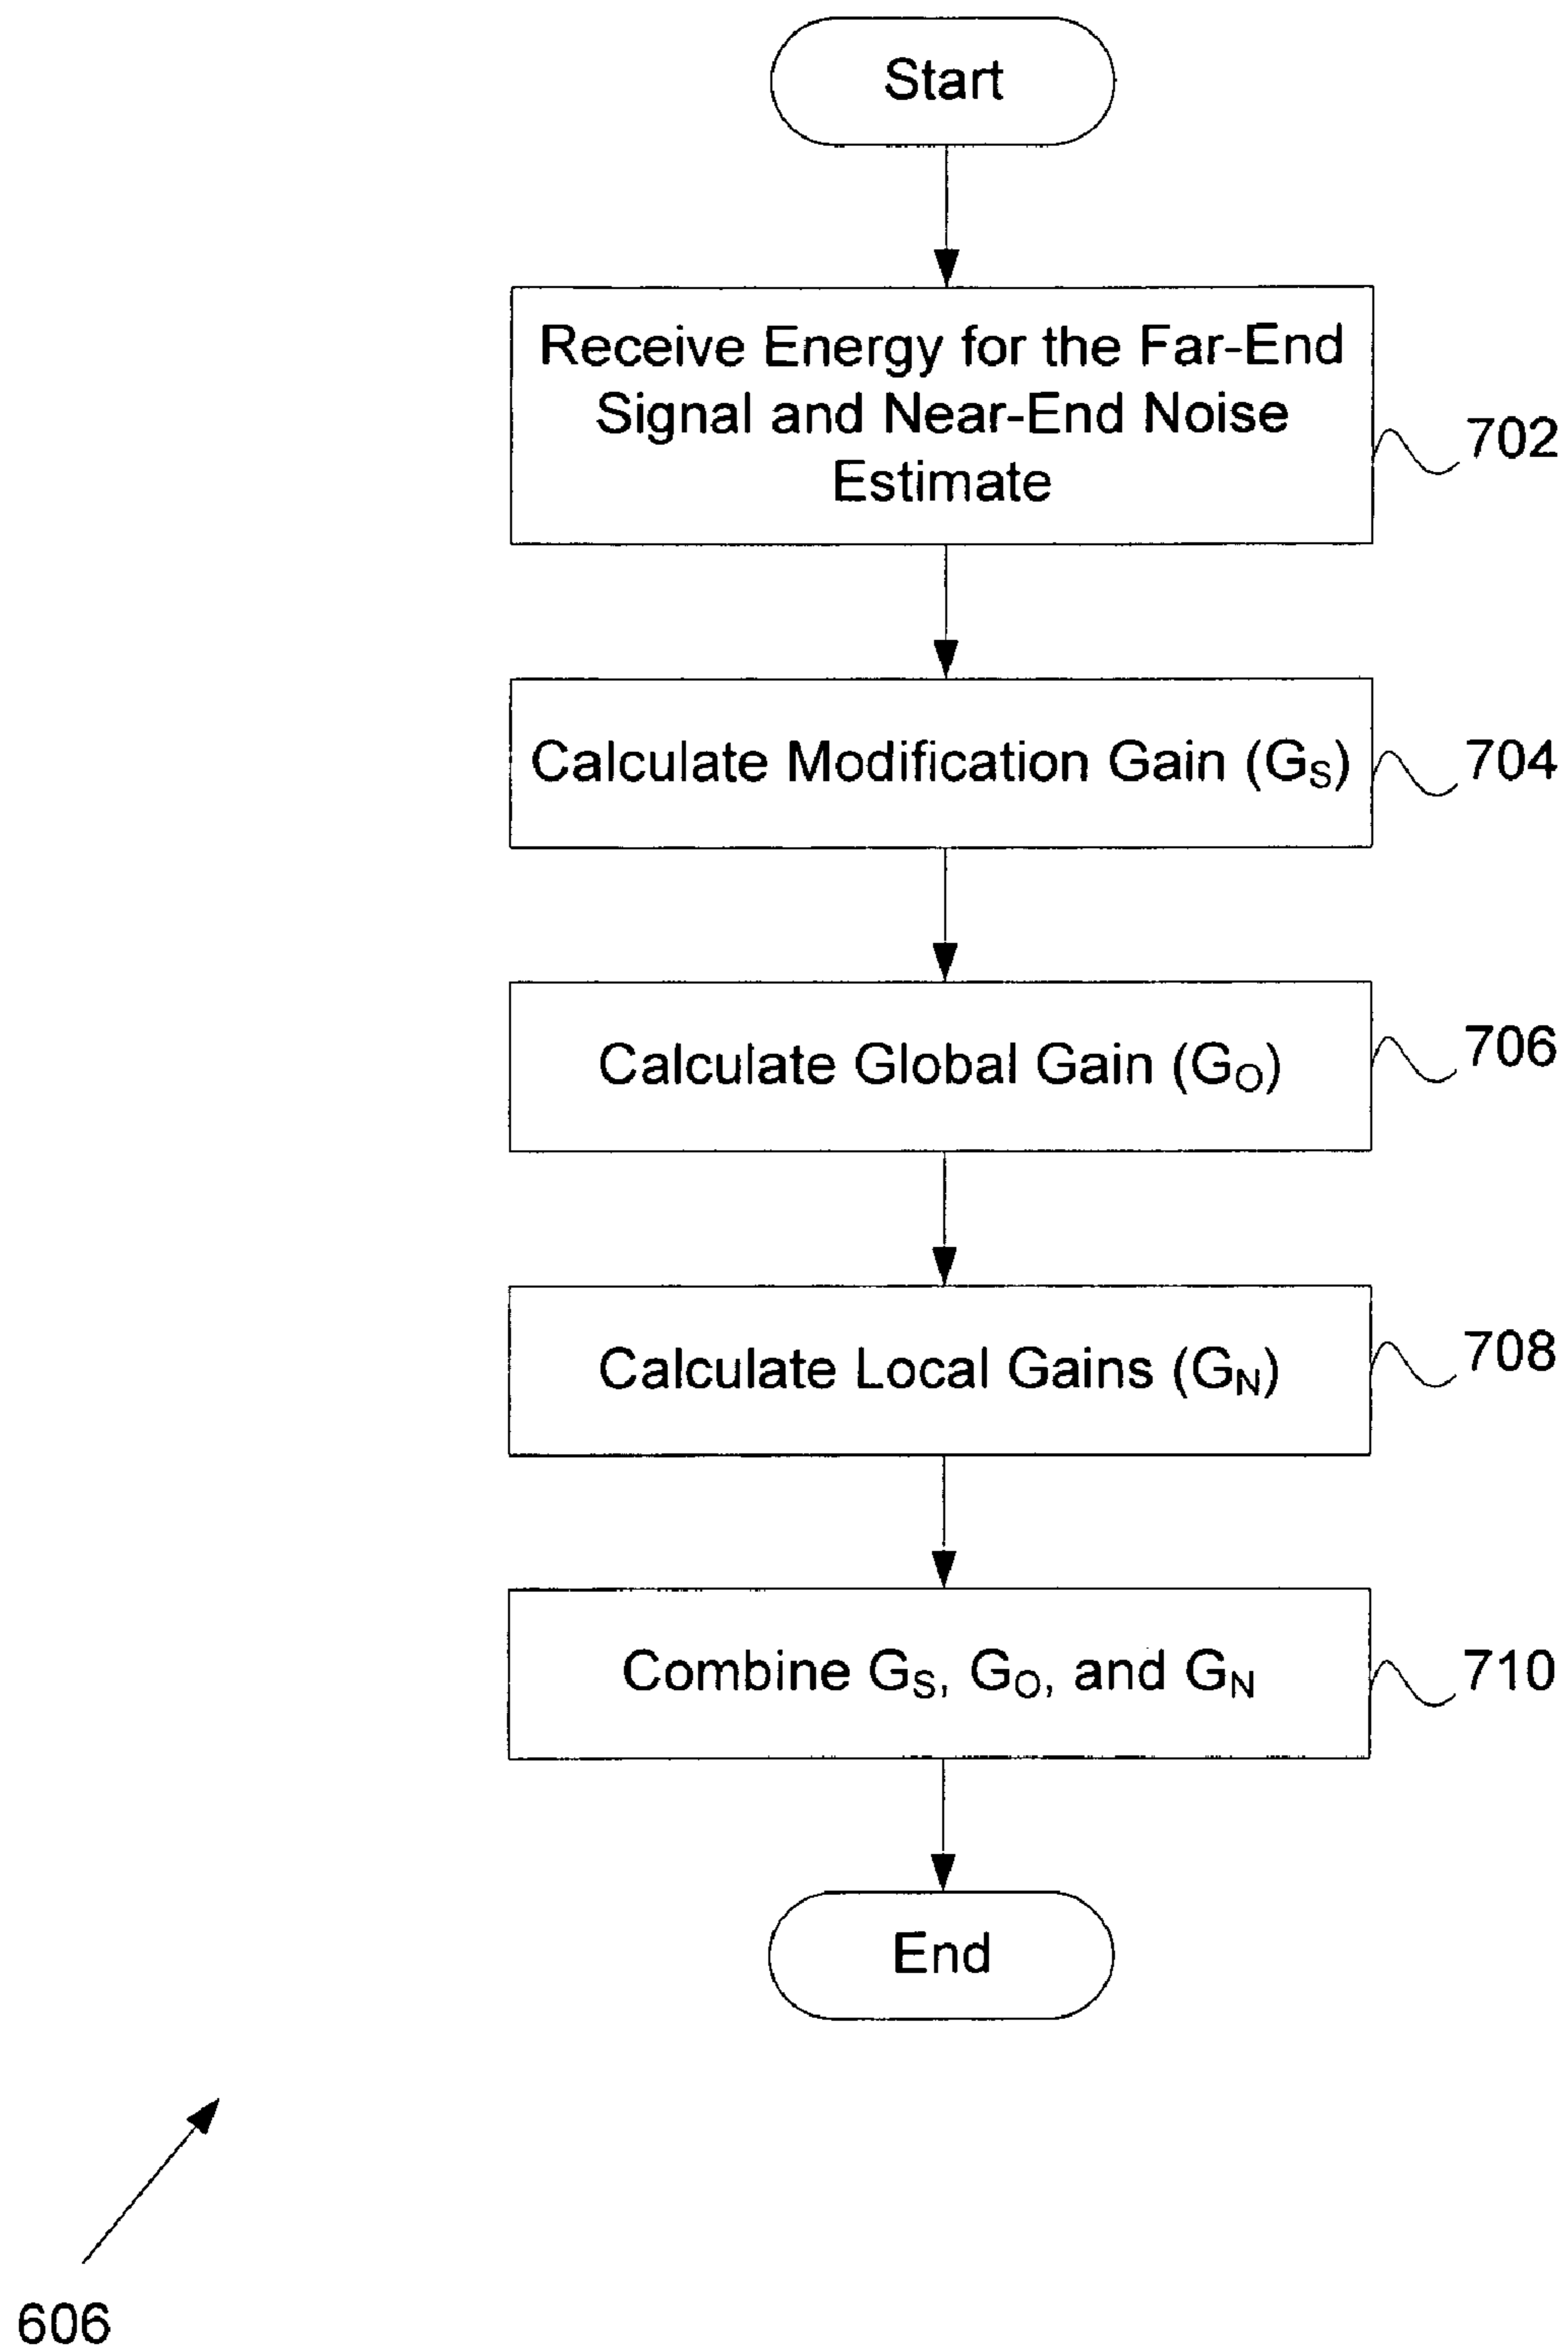 Start
Receive Energy for the Far-End
Signal and Near-End Noise
Estimate
702
Calculate Modification Gain (GS)
704
Calculate Global Gain (GO)
706
Calculate Local Gains (GN)
708
Combine GS, GO, and GN
710
End
606